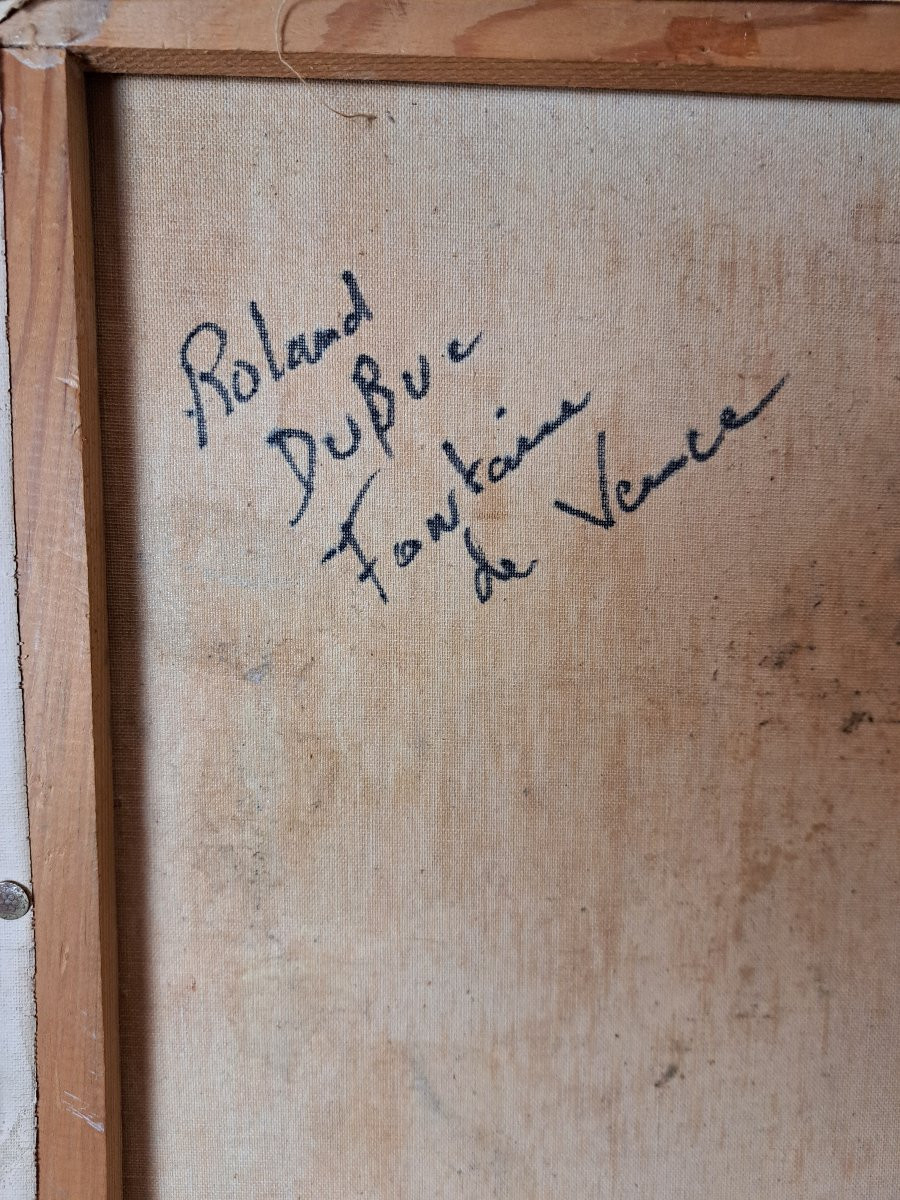 Roland
DuBuc
Fontaine
de Vence